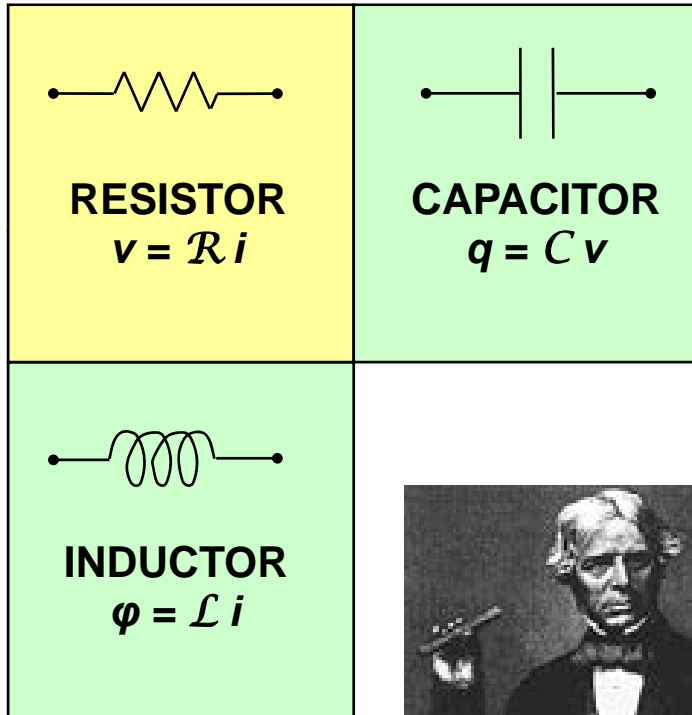 RESISTOR
v = ℛ i
CAPACITOR
q = C v
INDUCTOR
φ = ℒ i